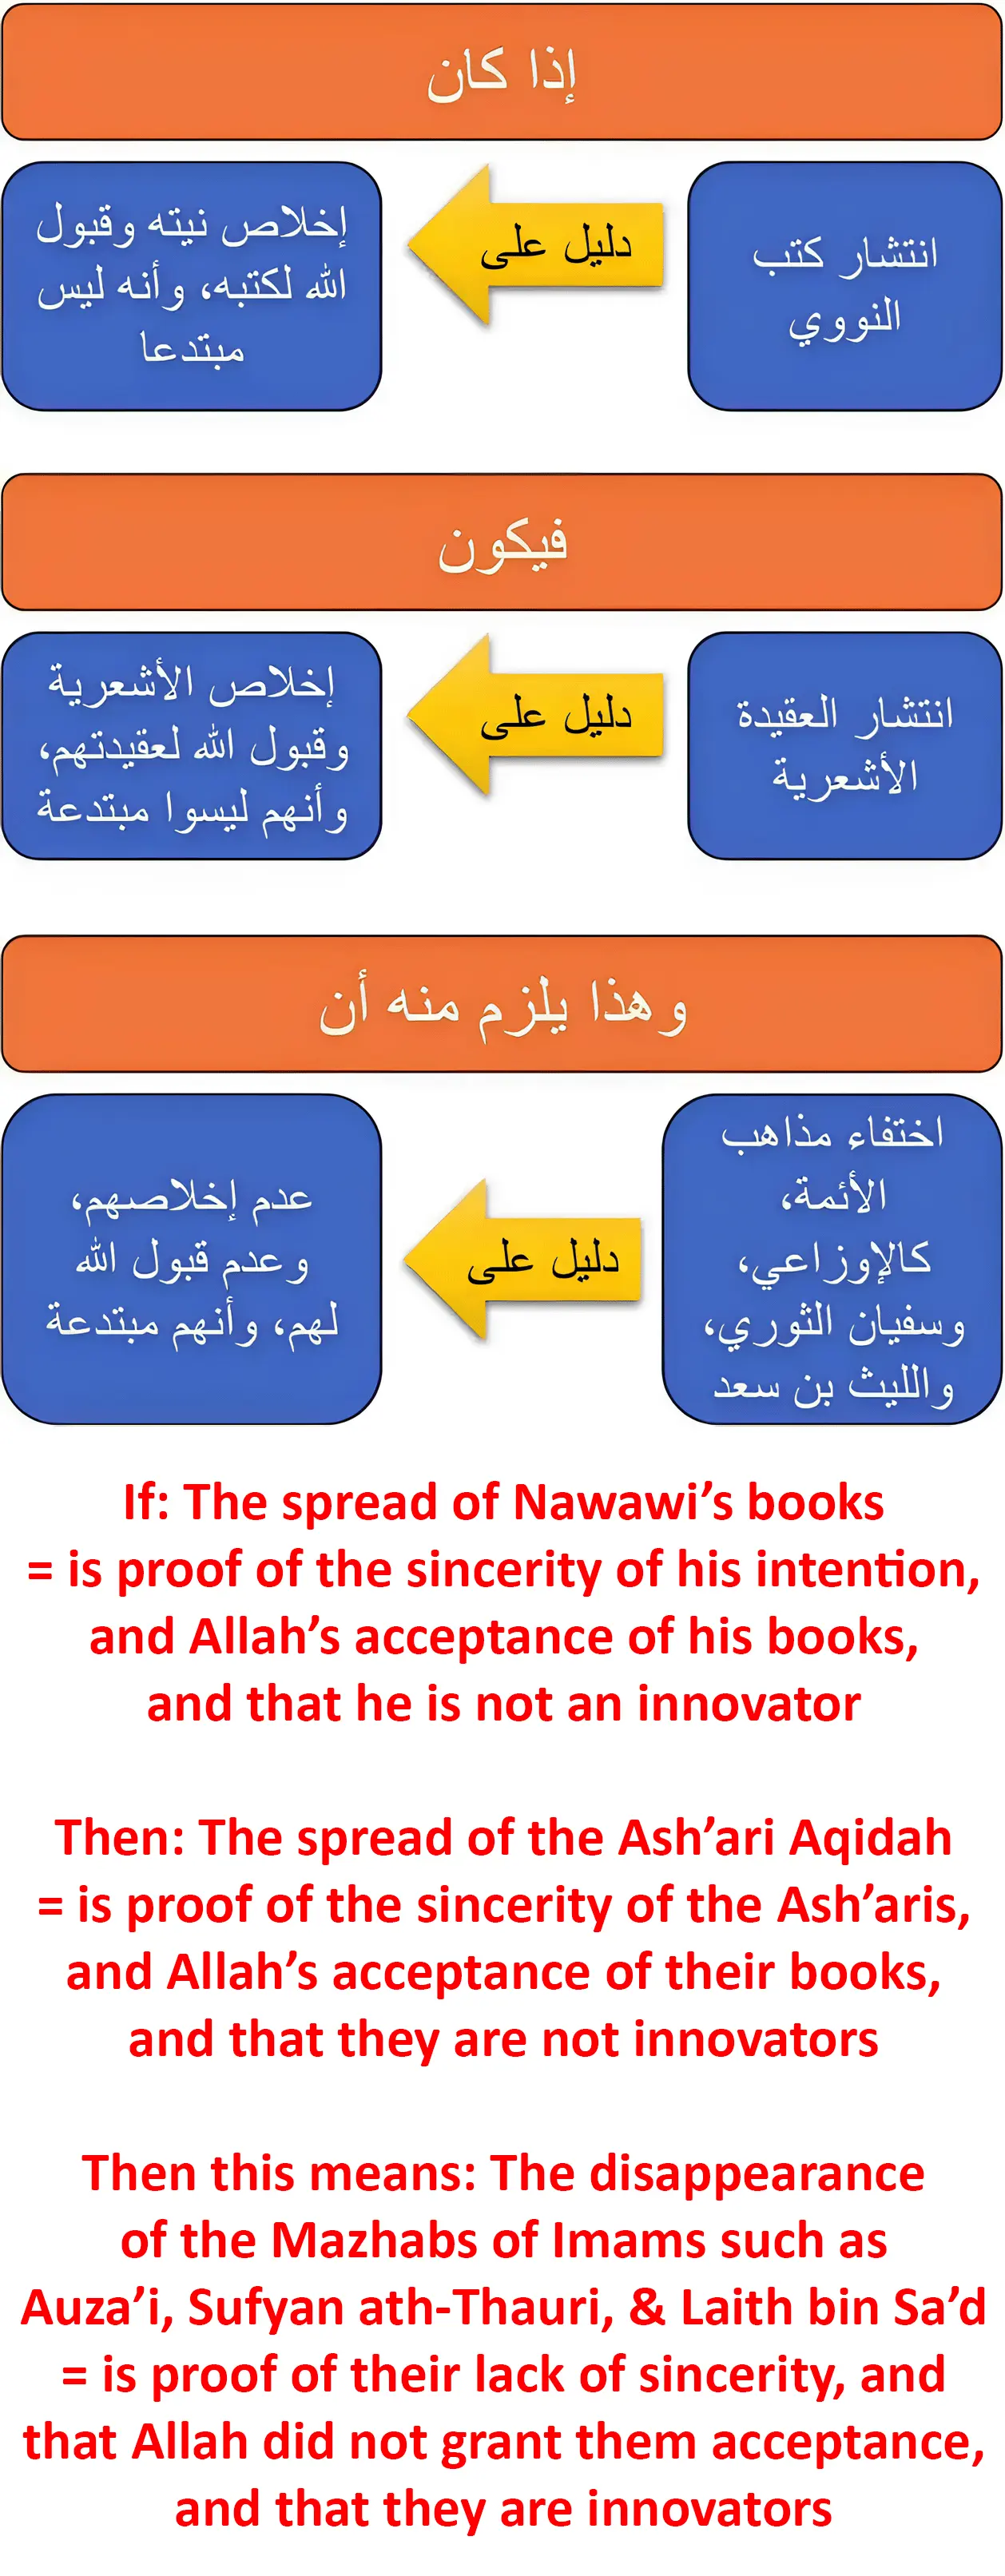 إذا كان
انتشار كتب
النووي
دليل على
إخلاص نيته وقبول
الله لكتبه، وأنه ليس
مبتدعا
فيكون
انتشار العقيدة
الأشعرية
دليل على
إخلاص الأشعرية
وقبول الله لعقيدتهم،
وأنهم ليسوا مبتدعة
وهذا يلزم منه أن
اختفاء مذاهب
الأئمة،
كالإوزاعي،
وسفيان الثوري،
والليث بن سعد
دليل على
عدم إخلاصهم،
وعدم قبول الله
لهم، وأنهم مبتدعة
If: The spread of Nawawi’s books
= is proof of the sincerity of his intention,
and Allah’s acceptance of his books,
and that he is not an innovator
Then: The spread of the Ash’ari Aqidah
= is proof of the sincerity of the Ash’aris,
and Allah’s acceptance of their books,
and that they are not innovators
Then this means: The disappearance
of the Mazhabs of Imams such as
Auza’i, Sufyan ath-Thauri, & Laith bin Sa’d
= is proof of their lack of sincerity, and
that Allah did not grant them acceptance,
and that they are innovators